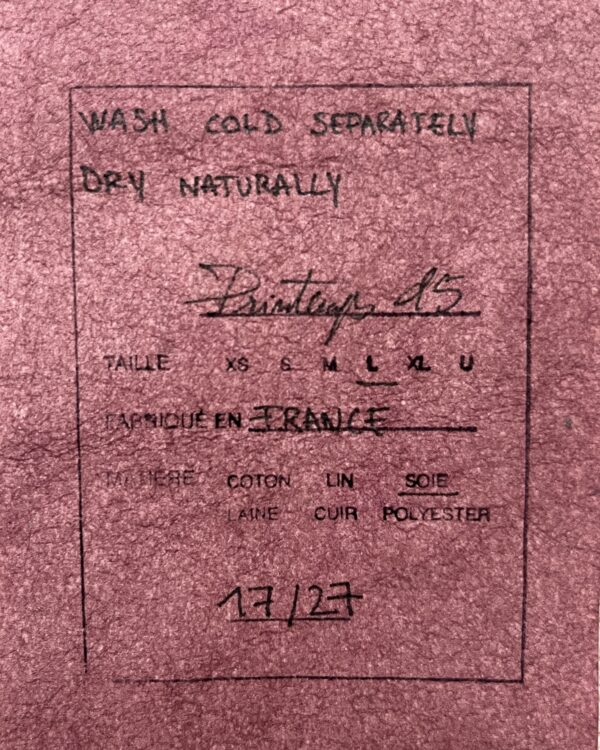 WASH COLD SEPARATELY
DRY NATURALLY
Printemps 95
TAILLE XS S M L XL U
FABRIQUÉ EN FRANCE
MATIÈRE COTON LIN SOIE
LAINE CUIR POLYESTER
17/27